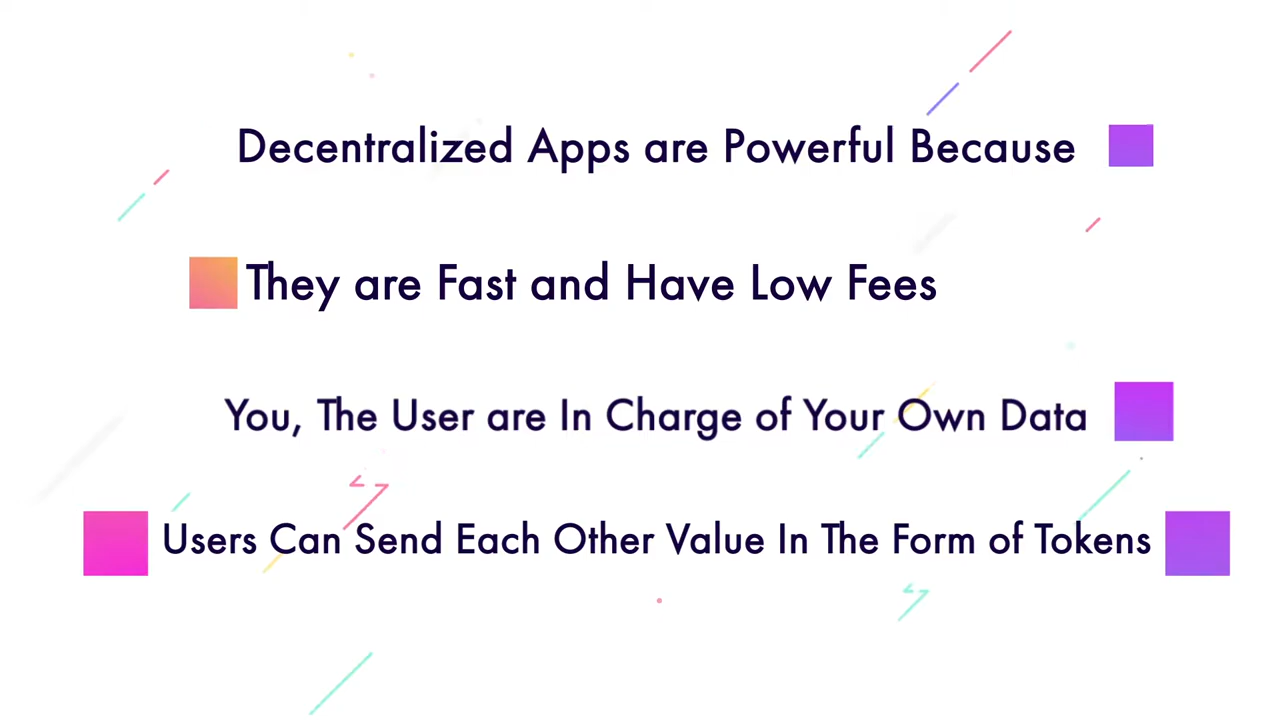 Decentralized Apps are Powerful Because
They are Fast and Have Low Fees
You, The User are In Charge of Your Own Data
Users Can Send Each Other Value In The Form of Tokens